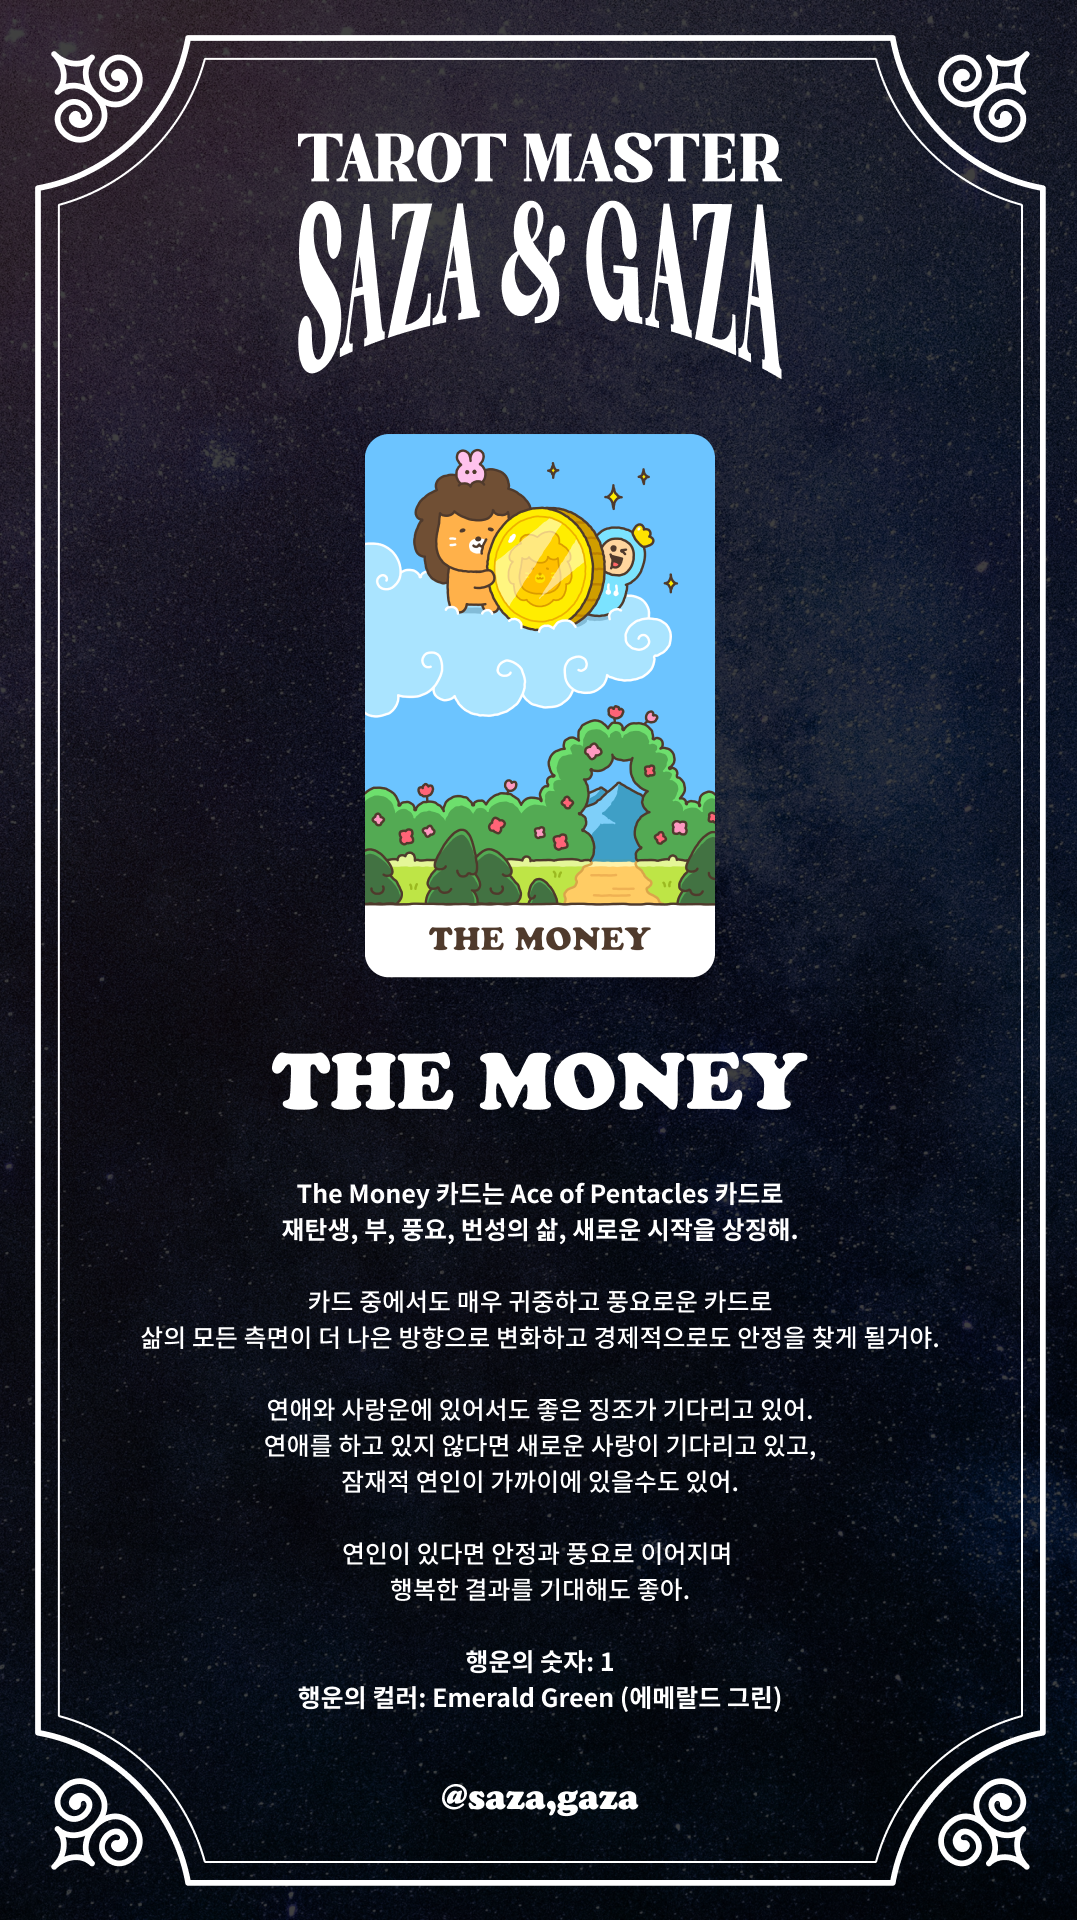 TAROT MASTER
SAZA & GAZA
THE MONEY
THE MONEY
The Money 카드는 Ace of Pentacles 카드로
재탄생, 부, 풍요, 번성의 삶, 새로운 시작을 상징해.
카드 중에서도 매우 귀중하고 풍요로운 카드로
삶의 모든 측면이 더 나은 방향으로 변화하고 경제적으로도 안정을 찾게 될거야.
연애와 사랑운에 있어서도 좋은 징조가 기다리고 있어.
연애를 하고 있지 않다면 새로운 사랑이 기다리고 있고,
잠재적 연인이 가까이에 있을수도 있어.
연인이 있다면 안정과 풍요로 이어지며
행복한 결과를 기대해도 좋아.
행운의 숫자: 1
행운의 컬러: Emerald Green (에메랄드 그린)
@saza,gaza